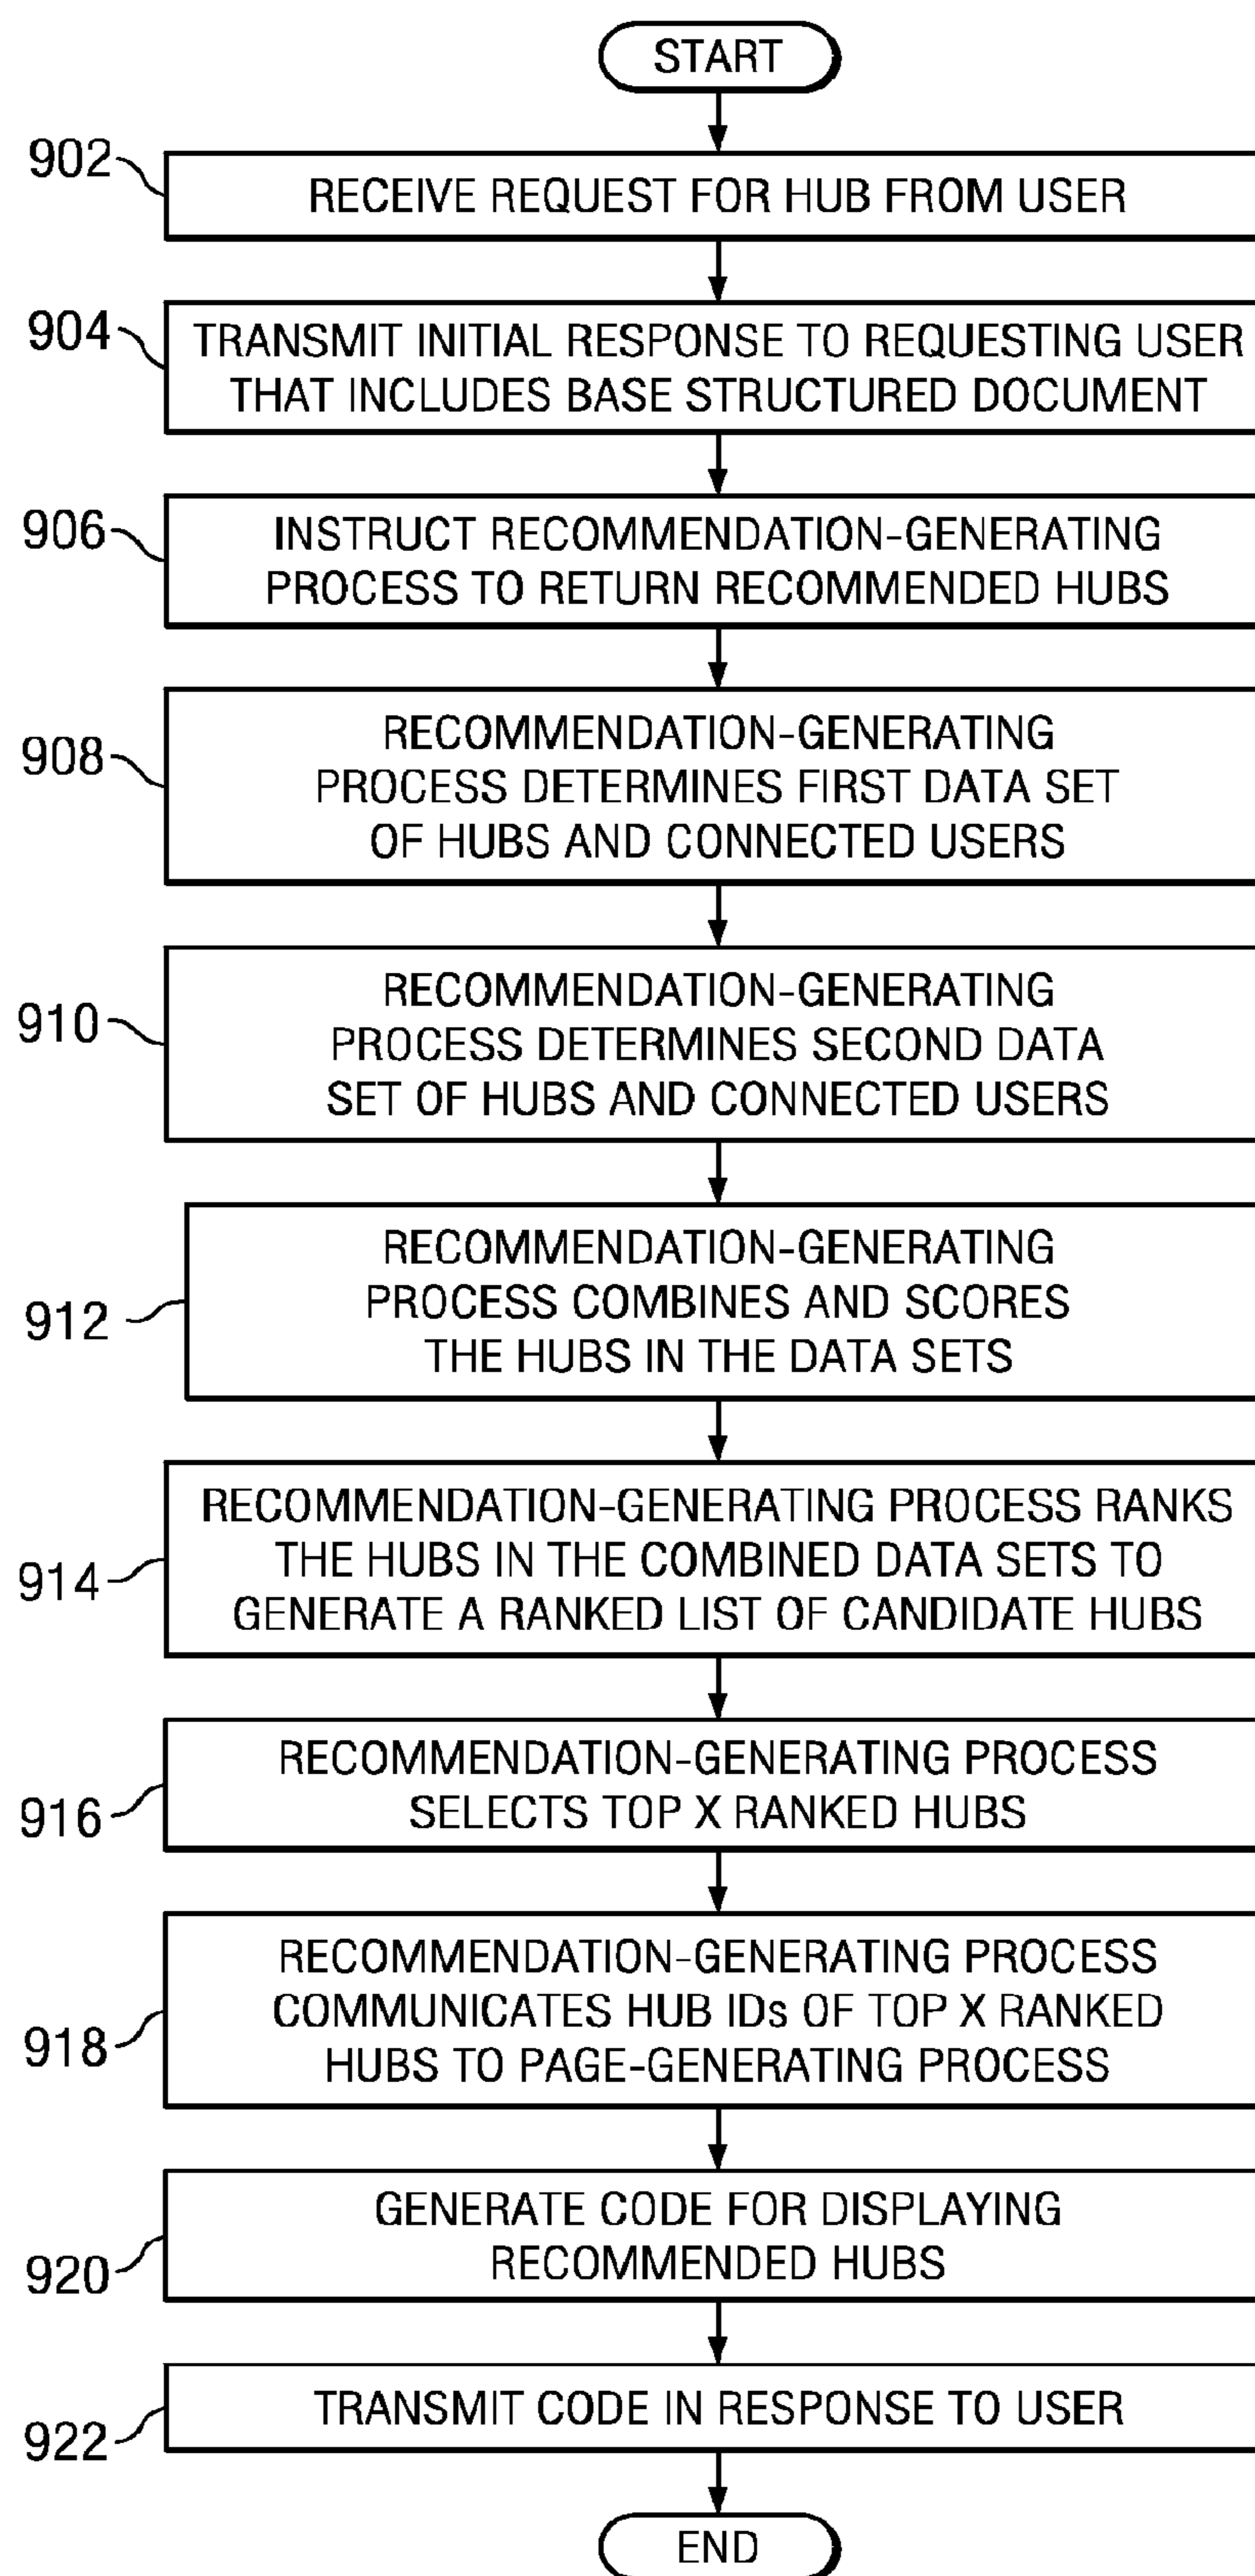 START
902
RECEIVE REQUEST FOR HUB FROM USER
904
TRANSMIT INITIAL RESPONSE TO REQUESTING USER
THAT INCLUDES BASE STRUCTURED DOCUMENT
906
INSTRUCT RECOMMENDATION-GENERATING
PROCESS TO RETURN RECOMMENDED HUBS
908
RECOMMENDATION-GENERATING
PROCESS DETERMINES FIRST DATA SET
OF HUBS AND CONNECTED USERS
910
RECOMMENDATION-GENERATING
PROCESS DETERMINES SECOND DATA
SET OF HUBS AND CONNECTED USERS
912
RECOMMENDATION-GENERATING
PROCESS COMBINES AND SCORES
THE HUBS IN THE DATA SETS
914
RECOMMENDATION-GENERATING PROCESS RANKS
THE HUBS IN THE COMBINED DATA SETS TO
GENERATE A RANKED LIST OF CANDIDATE HUBS
916
RECOMMENDATION-GENERATING PROCESS
SELECTS TOP X RANKED HUBS
918
RECOMMENDATION-GENERATING PROCESS
COMMUNICATES HUB IDs OF TOP X RANKED
HUBS TO PAGE-GENERATING PROCESS
920
GENERATE CODE FOR DISPLAYING
RECOMMENDED HUBS
922
TRANSMIT CODE IN RESPONSE TO USER
END